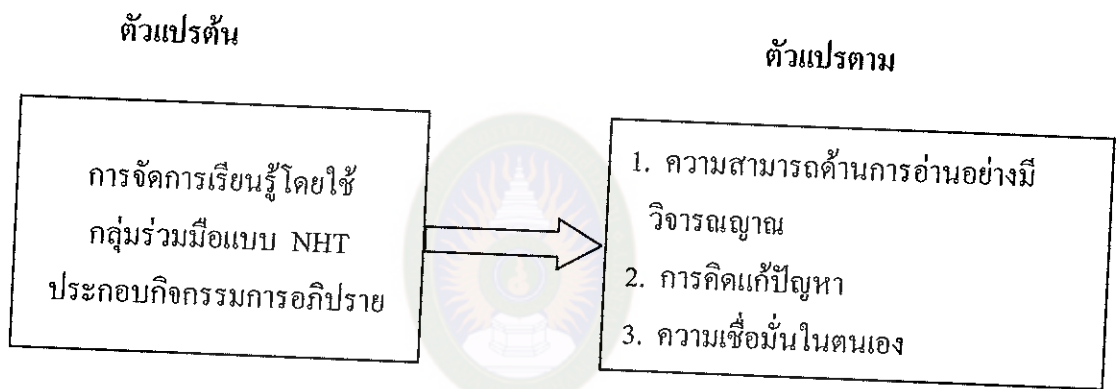 ตัวแปรต้น
ตัวแปรตาม
การจัดการเรียนรู้โดยใช้
กลุ่มร่วมมือแบบ NHT
ประกอบกิจกรรมการอภิปราย
1. ความสามารถด้านการอ่านอย่างมี
วิจารณญาณ
2. การคิดแก้ปัญหา
3. ความเชื่อมั่นในตนเอง